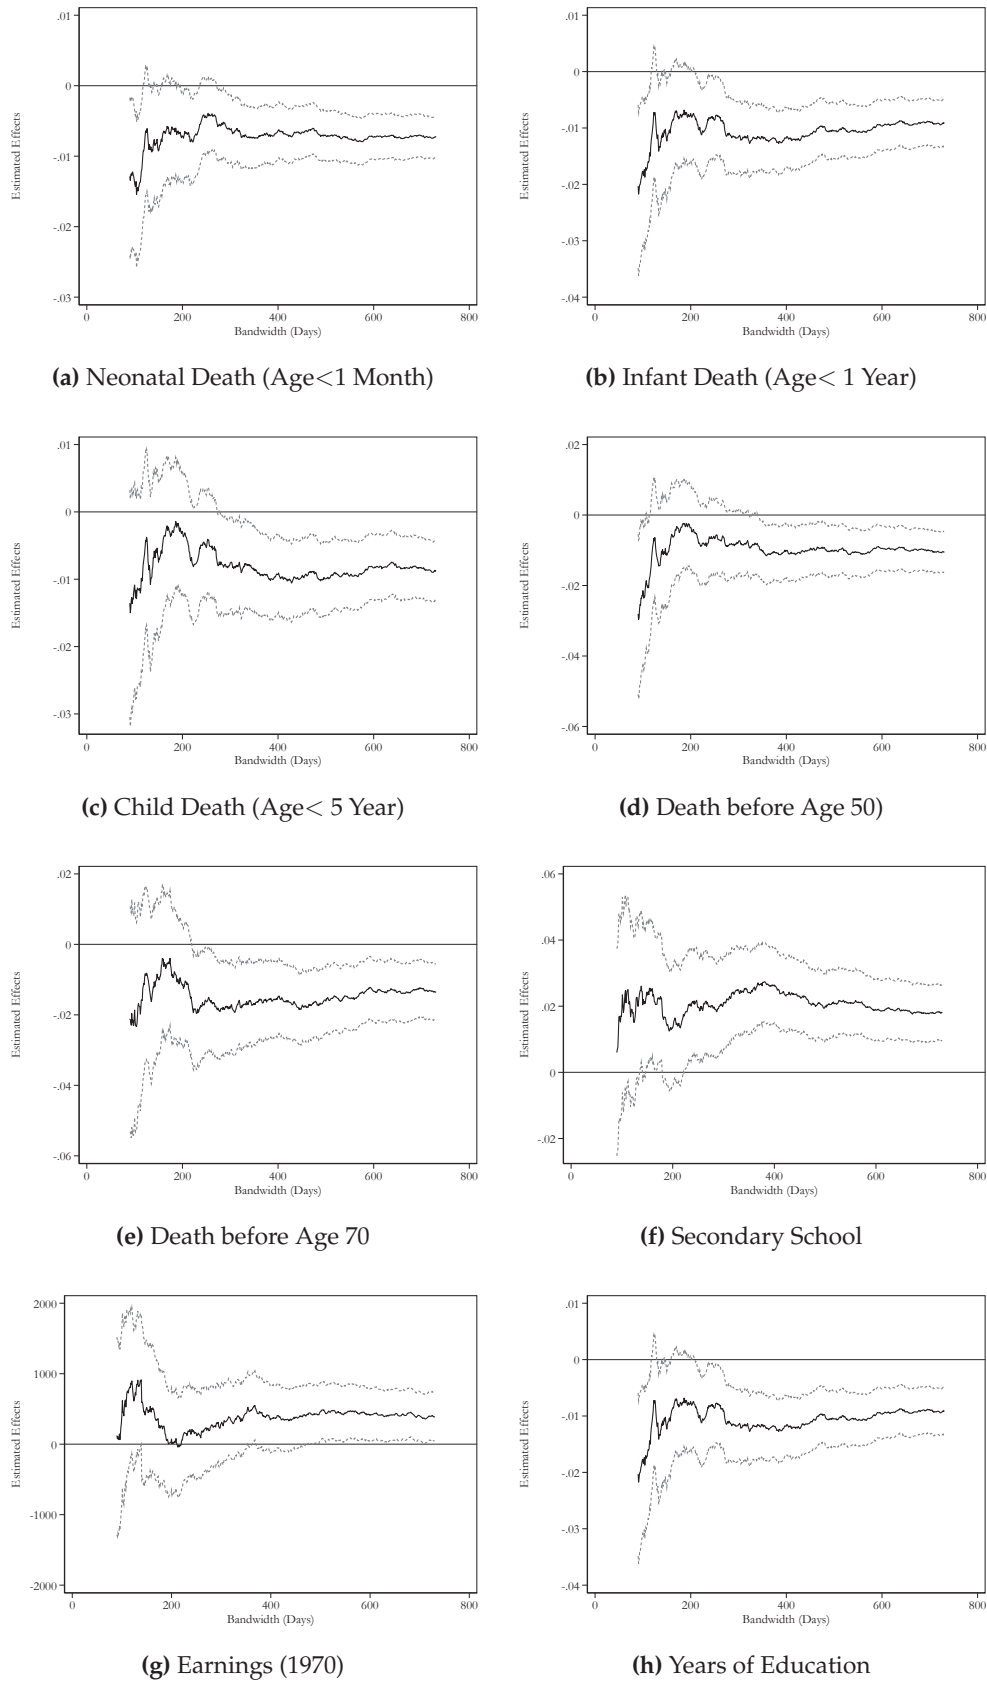 .01
0
-.01
-.02
-.03
Estimated Effects
0 200 400 600 800
Bandwidth (Days)
(a) Neonatal Death (Age<1 Month)
.01
0
-.01
-.02
-.03
-.04
Estimated Effects
0 200 400 600 800
Bandwidth (Days)
(b) Infant Death (Age< 1 Year)
.01
0
-.01
-.02
-.03
Estimated Effects
0 200 400 600 800
Bandwidth (Days)
(c) Child Death (Age< 5 Year)
.02
0
-.02
-.04
-.06
Estimated Effects
0 200 400 600 800
Bandwidth (Days)
(d) Death before Age 50)
.02
0
-.02
-.04
-.06
Estimated Effects
0 200 400 600 800
Bandwidth (Days)
(e) Death before Age 70
.06
.04
.02
0
-.02
Estimated Effects
0 200 400 600 800
Bandwidth (Days)
(f) Secondary School
2000
1000
0
-1000
-2000
Estimated Effects
0 200 400 600 800
Bandwidth (Days)
(g) Earnings (1970)
.01
0
-.01
-.02
-.03
-.04
Estimated Effects
0 200 400 600 800
Bandwidth (Days)
(h) Years of Education